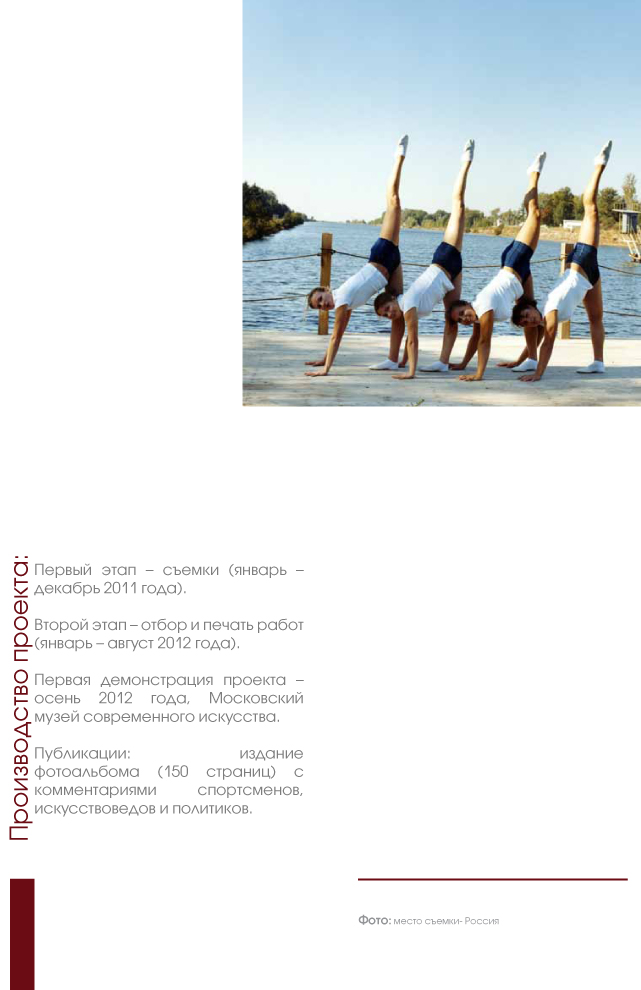 Производство проекта:
Первый этап – съемки (январь –
декабрь 2011 года).
Второй этап – отбор и печать работ
(январь – август 2012 года).
Первая демонстрация проекта –
осень 2012 года, Московский
музей современного искусства.
Публикации: издание
фотоальбома (150 страниц) с
комментариями спортсменов,
искусствоведов и политиков.
Фото: место съемки- Россия